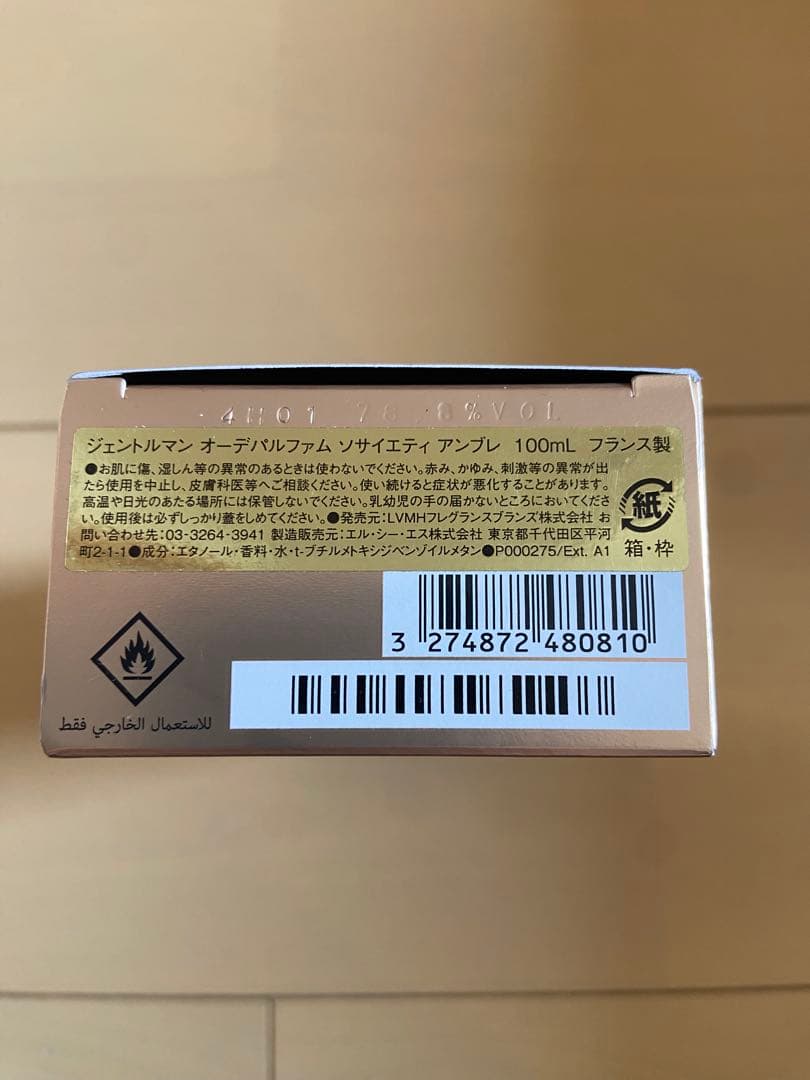 4H01 78.8%VOL
ジェントルマン オーデパルファム ソサイエティ アンブレ 100mL フランス製
●お肌に傷、湿しん等の異常のあるときは使わないでください。赤み、かゆみ、刺激等の異常が出
たら使用を中止し、皮膚科医等へご相談ください。使い続けると症状が悪化することがあります。
高温や日光のあたる場所には保管しないでください。乳幼児の手の届かないところにおいてくださ
い。使用後は必ずしっかり蓋をしめてください。●発売元:LVMHフレグランスブランズ株式会社 お
問い合わせ先:03-3264-3941 製造販売元:エル・シー・エス株式会社 東京都千代田区平河
町2-1-1●成分:エタノール・香料・水・t-ブチルメトキシジベンゾイルメタン●P000275/Ext. A1
紙
箱・枠
3 274872 480810
للاستعمال الخارجي فقط